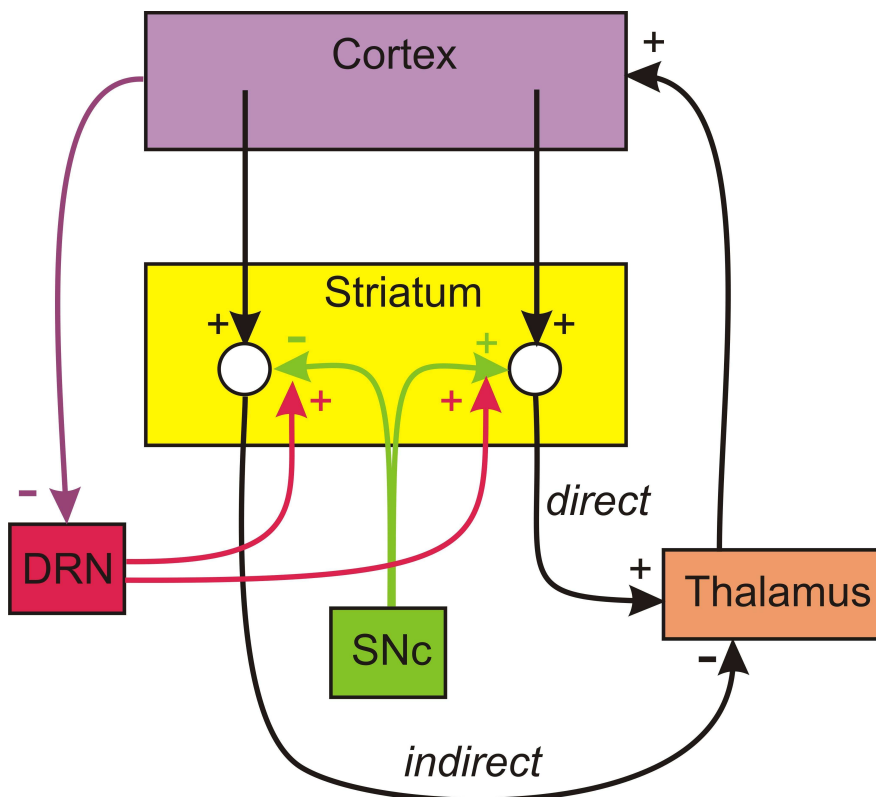 Cortex
+
Striatum
+
-
+
+
+
+
-
direct
DRN
+
Thalamus
SNc
-
indirect